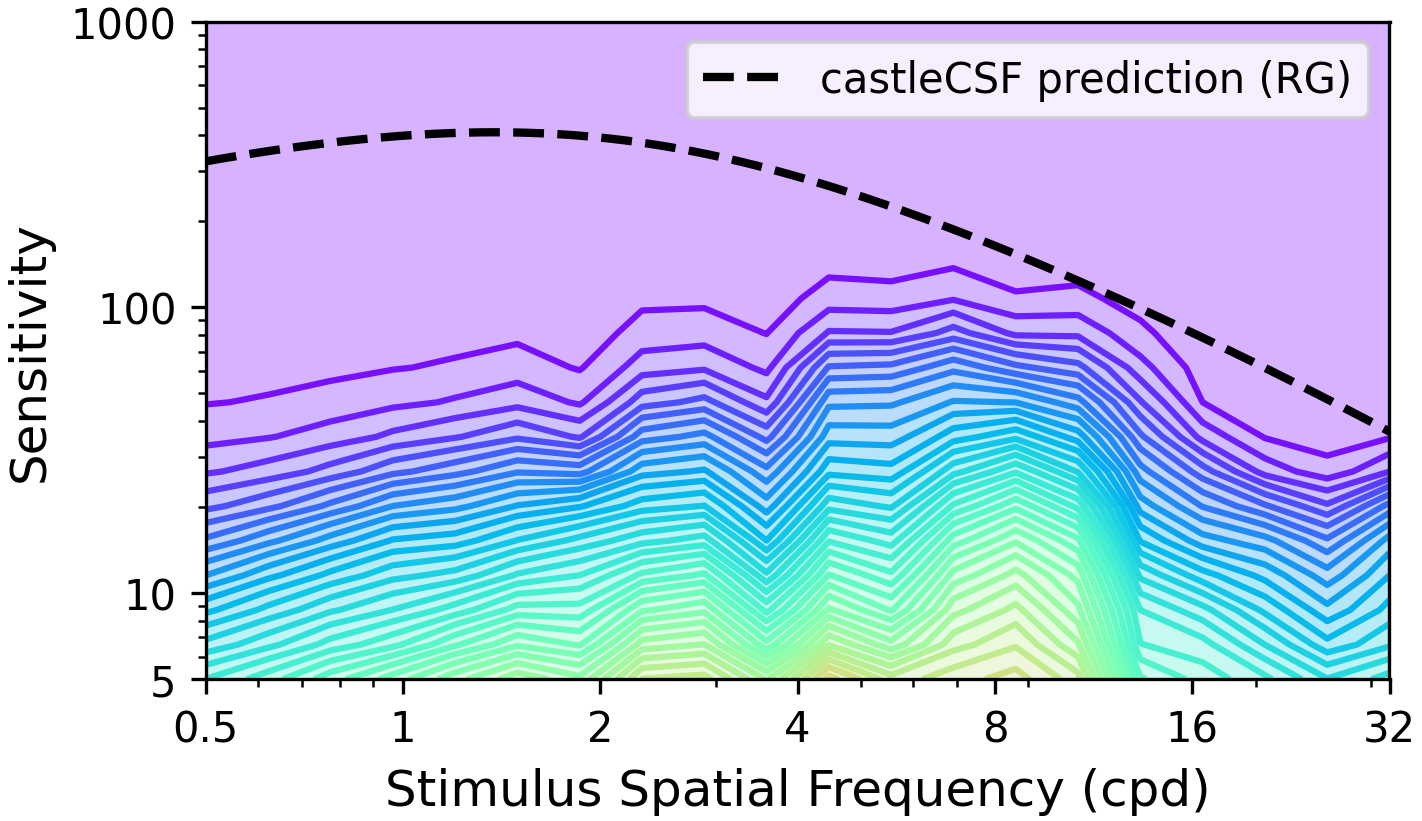 1000
castleCSF prediction (RG)
Sensitivity
100
10
5
0.5 1 2 4 8 16 32
Stimulus Spatial Frequency (cpd)